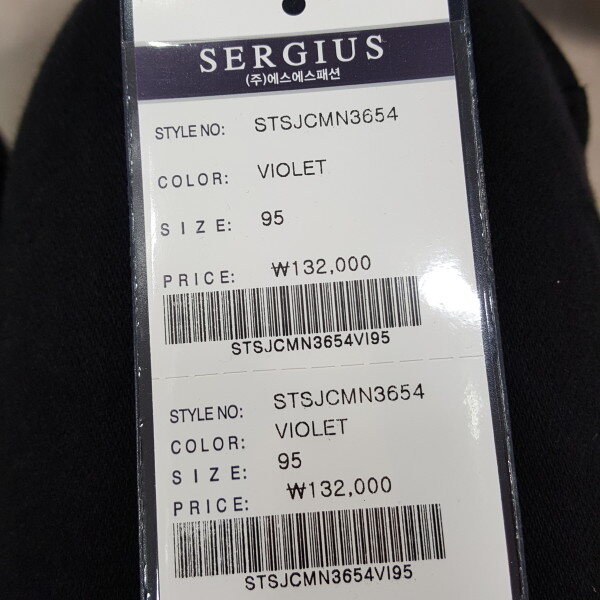 SERGIUS
(주)에스에스패션
STYLE NO: STSJCMN3654
COLOR: VIOLET
SIZE: 95
PRICE: ₩132,000
STSJCMN3654VI95
STYLE NO: STSJCMN3654
COLOR: VIOLET
SIZE: 95
PRICE: ₩132,000
STSJCMN3654VI95